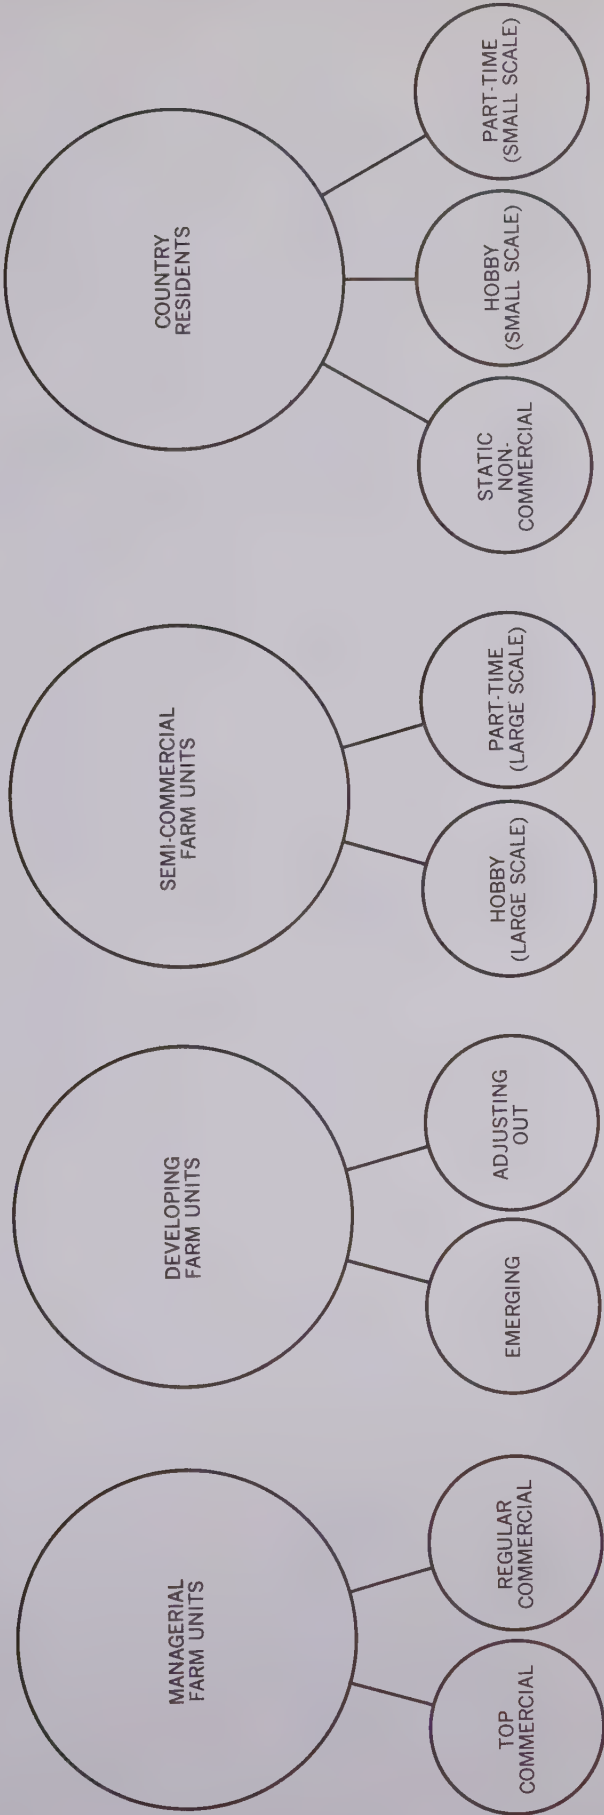 MANAGERIAL
FARM UNITS
TOP
COMMERCIAL
REGULAR
COMMERCIAL
DEVELOPING
FARM UNITS
EMERGING
ADJUSTING
OUT
SEMI-COMMERCIAL
FARM UNITS
HOBBY
(LARGE SCALE)
PART-TIME
(LARGE SCALE)
COUNTRY
RESIDENTS
STATIC
NON-
COMMERCIAL
HOBBY
(SMALL SCALE)
PART-TIME
(SMALL SCALE)